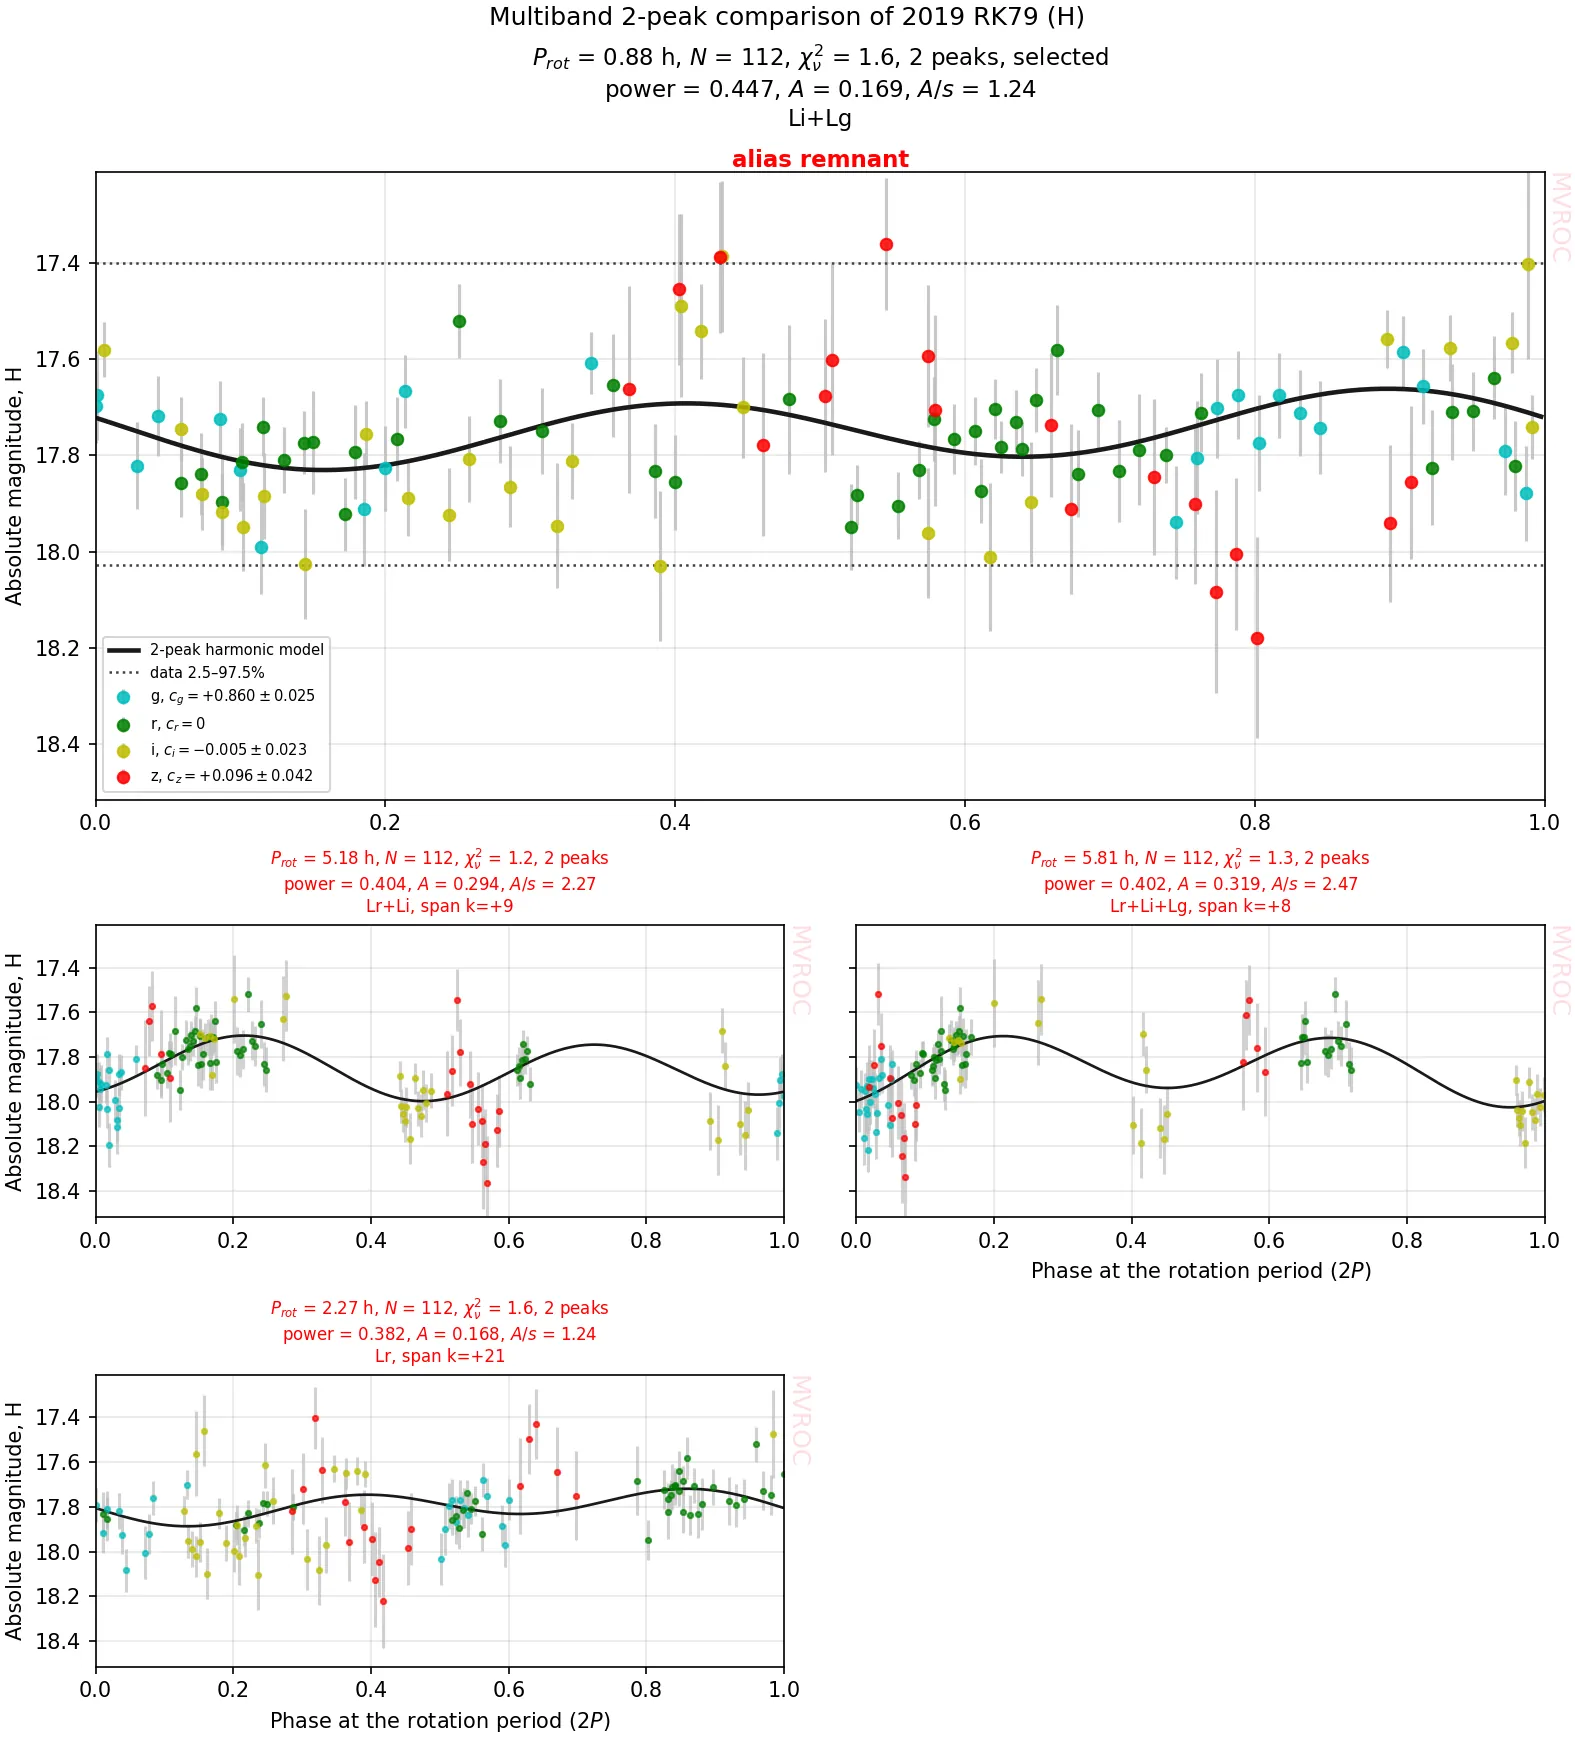 Multiband 2-peak comparison of 2019 RK79 (H)
P_rot = 0.88 h, N = 112, χ²_ν = 1.6, 2 peaks, selected
power = 0.447, A = 0.169, A/s = 1.24
Li+Lg
alias remnant
MVROC
Absolute magnitude, H
17.4
17.6
17.8
18.0
18.2
18.4
2-peak harmonic model
data 2.5–97.5%
g, c_g = +0.860 ± 0.025
r, c_r = 0
i, c_i = −0.005 ± 0.023
z, c_z = +0.096 ± 0.042
0.0 0.2 0.4 0.6 0.8 1.0
P_rot = 5.18 h, N = 112, χ²_ν = 1.2, 2 peaks
power = 0.404, A = 0.294, A/s = 2.27
Lr+Li, span k=+9
MVROC
Absolute magnitude, H
17.4
17.6
17.8
18.0
18.2
18.4
0.0 0.2 0.4 0.6 0.8 1.0
P_rot = 5.81 h, N = 112, χ²_ν = 1.3, 2 peaks
power = 0.402, A = 0.319, A/s = 2.47
Lr+Li+Lg, span k=+8
MVROC
0.0 0.2 0.4 0.6 0.8 1.0
Phase at the rotation period (2P)
P_rot = 2.27 h, N = 112, χ²_ν = 1.6, 2 peaks
power = 0.382, A = 0.168, A/s = 1.24
Lr, span k=+21
MVROC
Absolute magnitude, H
17.4
17.6
17.8
18.0
18.2
18.4
0.0 0.2 0.4 0.6 0.8 1.0
Phase at the rotation period (2P)